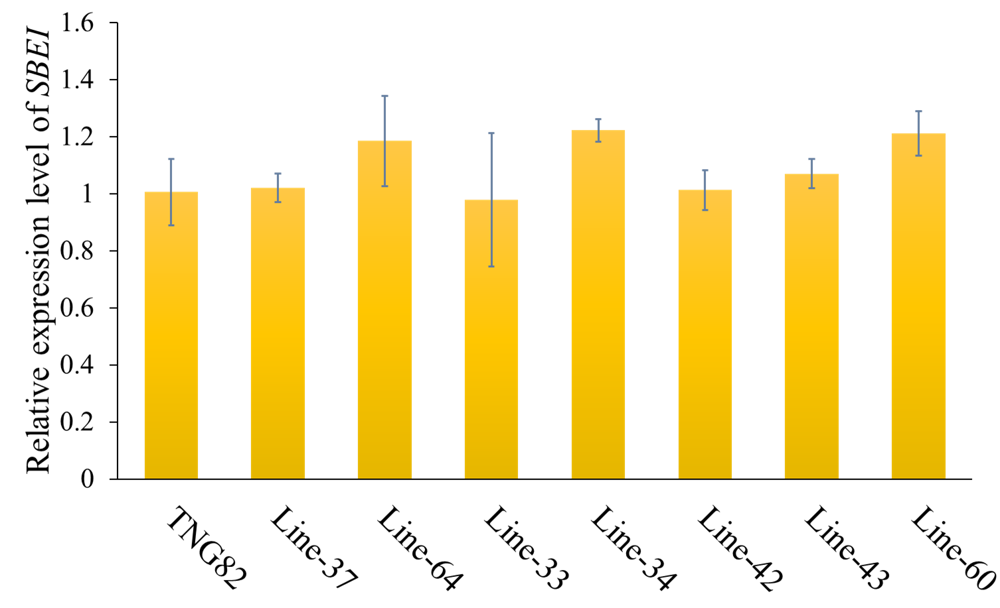 Relative expression level of SBEI
1.6
1.4
1.2
1
0.8
0.6
0.4
0.2
0
TNG82
Line-37
Line-64
Line-33
Line-34
Line-42
Line-43
Line-60